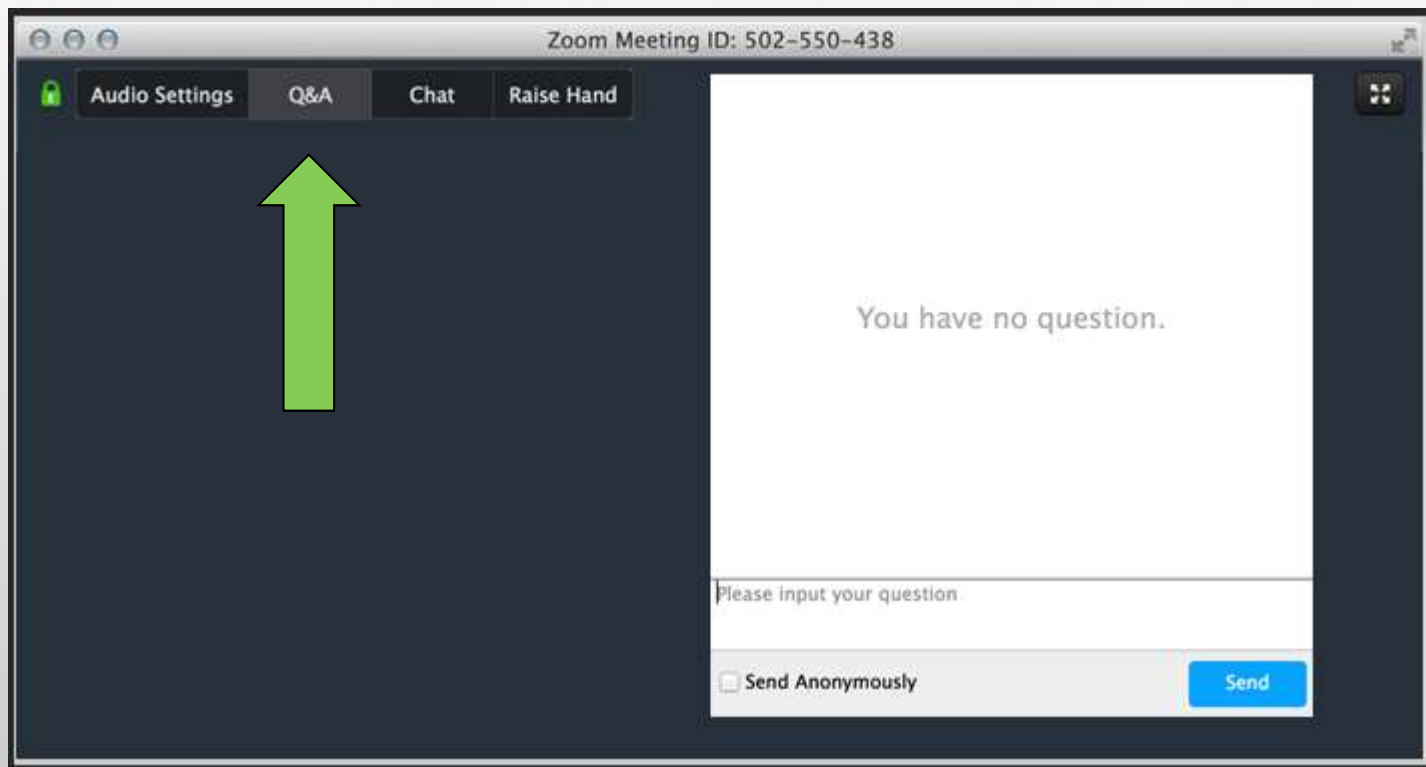 Zoom Meeting ID: 502-550-438
Audio Settings Q&A Chat Raise Hand
You have no question.
Please input your question
Send Anonymously Send